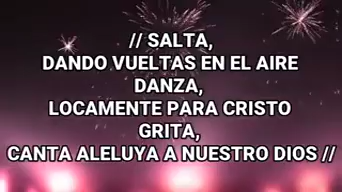 // SALTA,
DANDO VUELTAS EN EL AIRE
DANZA,
LOCAMENTE PARA CRISTO
GRITA,
CANTA ALELUYA A NUESTRO DIOS //